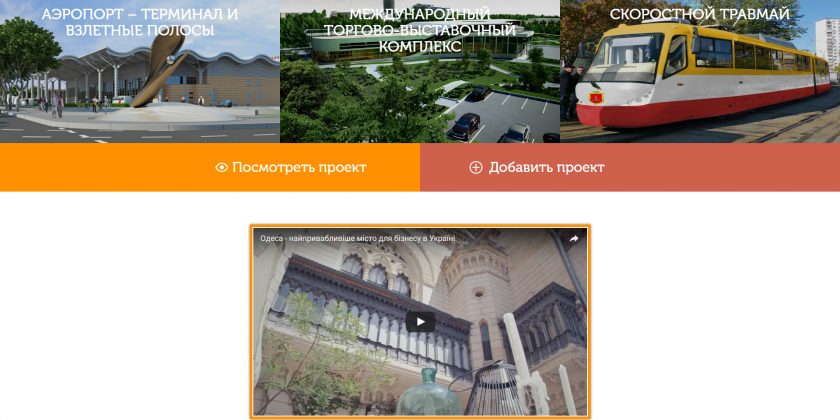 АЭРОПОРТ – ТЕРМИНАЛ И
ВЗЛЕТНЫЕ ПОЛОСЫ
МЕЖДУНАРОДНЫЙ
ТОРГОВО-ВЫСТАВОЧНЫЙ
КОМПЛЕКС
СКОРОСТНОЙ ТРАМВАЙ
Посмотреть проект
Добавить проект
Одеса - найпривабливіше місто для бізнесу в Україні